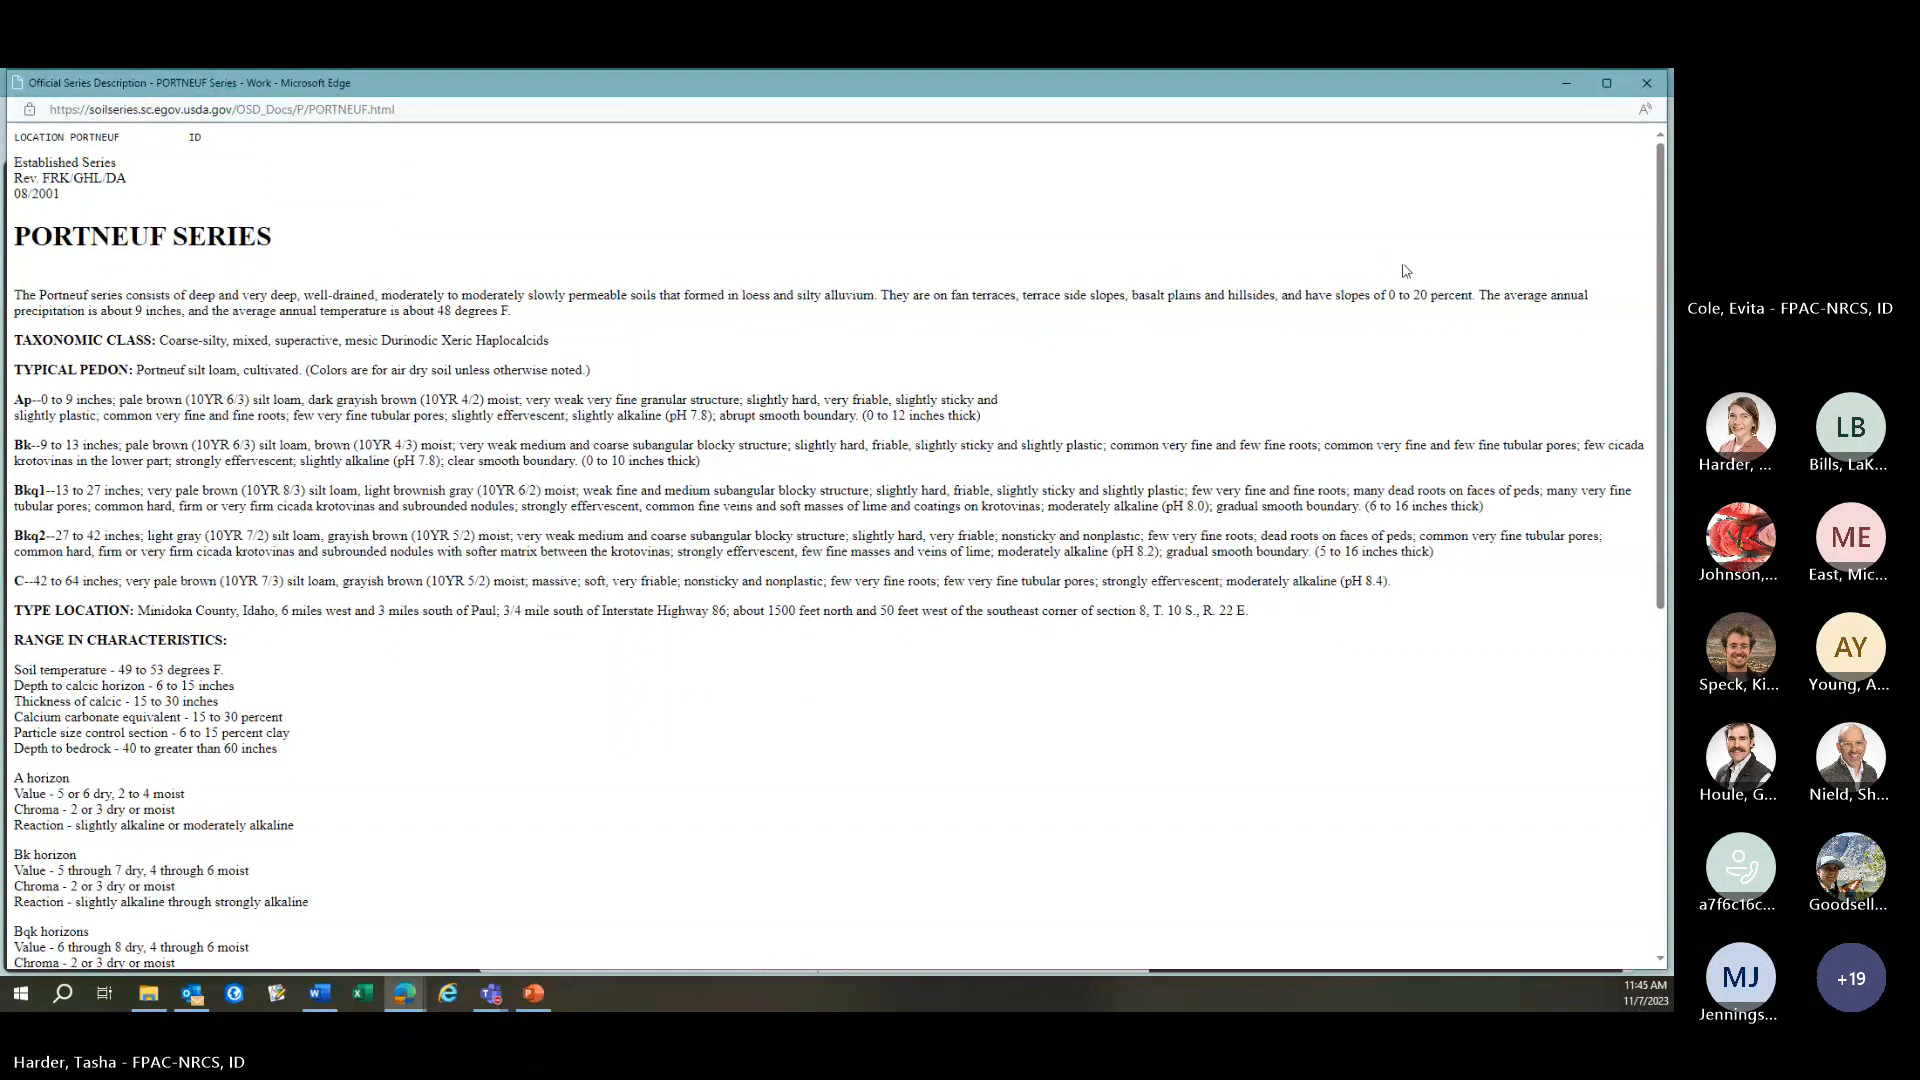 Official Series Description - PORTNEUF Series - Work - Microsoft Edge
https://soilseries.sc.egov.usda.gov/OSD_Docs/P/PORTNEUF.html
LOCATION PORTNEUF ID
Established Series
Rev. FRK/GHL/DA
08/2001
PORTNEUF SERIES
The Portneuf series consists of deep and very deep, well-drained, moderately to moderately slowly permeable soils that formed in loess and silty alluvium. They are on fan terraces, terrace side slopes, basalt plains and hillsides, and have slopes of 0 to 20 percent. The average annual
precipitation is about 9 inches, and the average annual temperature is about 48 degrees F.
TAXONOMIC CLASS: Coarse-silty, mixed, superactive, mesic Durinodic Xeric Haplocalcids
TYPICAL PEDON: Portneuf silt loam, cultivated. (Colors are for air dry soil unless otherwise noted.)
Ap--0 to 9 inches; pale brown (10YR 6/3) silt loam, dark grayish brown (10YR 4/2) moist; very weak very fine granular structure; slightly hard, very friable, slightly sticky and
slightly plastic; common very fine and fine roots; few very fine tubular pores; slightly effervescent; slightly alkaline (pH 7.8); abrupt smooth boundary. (0 to 12 inches thick)
Bk--9 to 13 inches; pale brown (10YR 6/3) silt loam, brown (10YR 4/3) moist; very weak medium and coarse subangular blocky structure; slightly hard, friable, slightly sticky and slightly plastic; common very fine and few fine roots; common very fine and few fine tubular pores; few cicada
krotovinas in the lower part; strongly effervescent; slightly alkaline (pH 7.8); clear smooth boundary. (0 to 10 inches thick)
Bkq1--13 to 27 inches; very pale brown (10YR 8/3) silt loam, light brownish gray (10YR 6/2) moist; weak fine and medium subangular blocky structure; slightly hard, friable, slightly sticky and slightly plastic; few very fine and fine roots; many dead roots on faces of peds; many very fine
tubular pores; common hard, firm or very firm cicada krotovinas and subrounded nodules; strongly effervescent, common fine veins and soft masses of lime and coatings on krotovinas; moderately alkaline (pH 8.0); gradual smooth boundary. (6 to 16 inches thick)
Bkq2--27 to 42 inches; light gray (10YR 7/2) silt loam, grayish brown (10YR 5/2) moist; very weak medium and coarse subangular blocky structure; slightly hard, very friable; nonsticky and nonplastic; few very fine roots; dead roots on faces of peds; common very fine tubular pores;
common hard, firm or very firm cicada krotovinas and subrounded nodules with softer matrix between the krotovinas; strongly effervescent, few fine masses and veins of lime; moderately alkaline (pH 8.2); gradual smooth boundary. (5 to 16 inches thick)
C--42 to 64 inches; very pale brown (10YR 7/3) silt loam, grayish brown (10YR 5/2) moist; massive; soft, very friable; nonsticky and nonplastic; few very fine roots; few very fine tubular pores; strongly effervescent; moderately alkaline (pH 8.4).
TYPE LOCATION: Minidoka County, Idaho, 6 miles west and 3 miles south of Paul; 3/4 mile south of Interstate Highway 86; about 1500 feet north and 50 feet west of the southeast corner of section 8, T. 10 S., R. 22 E.
RANGE IN CHARACTERISTICS:
Soil temperature - 49 to 53 degrees F.
Depth to calcic horizon - 6 to 15 inches
Thickness of calcic - 15 to 30 inches
Calcium carbonate equivalent - 15 to 30 percent
Particle size control section - 6 to 15 percent clay
Depth to bedrock - 40 to greater than 60 inches
A horizon
Value - 5 or 6 dry, 2 to 4 moist
Chroma - 2 or 3 dry or moist
Reaction - slightly alkaline or moderately alkaline
Bk horizon
Value - 5 through 7 dry, 4 through 6 moist
Chroma - 2 or 3 dry or moist
Reaction - slightly alkaline through strongly alkaline
Bqk horizons
Value - 6 through 8 dry, 4 through 6 moist
Chroma - 2 or 3 dry or moist
11:45 AM
11/7/2023
Harder, Tasha - FPAC-NRCS, ID
Cole, Evita - FPAC-NRCS, ID
Harder, ...
LB
Bills, LaK...
Johnson,...
ME
East, Mic...
Speck, Ki...
AY
Young, A...
Houle, G...
Nield, Sh...
a7f6c16c...
Goodsell...
MJ
Jennings...
+19